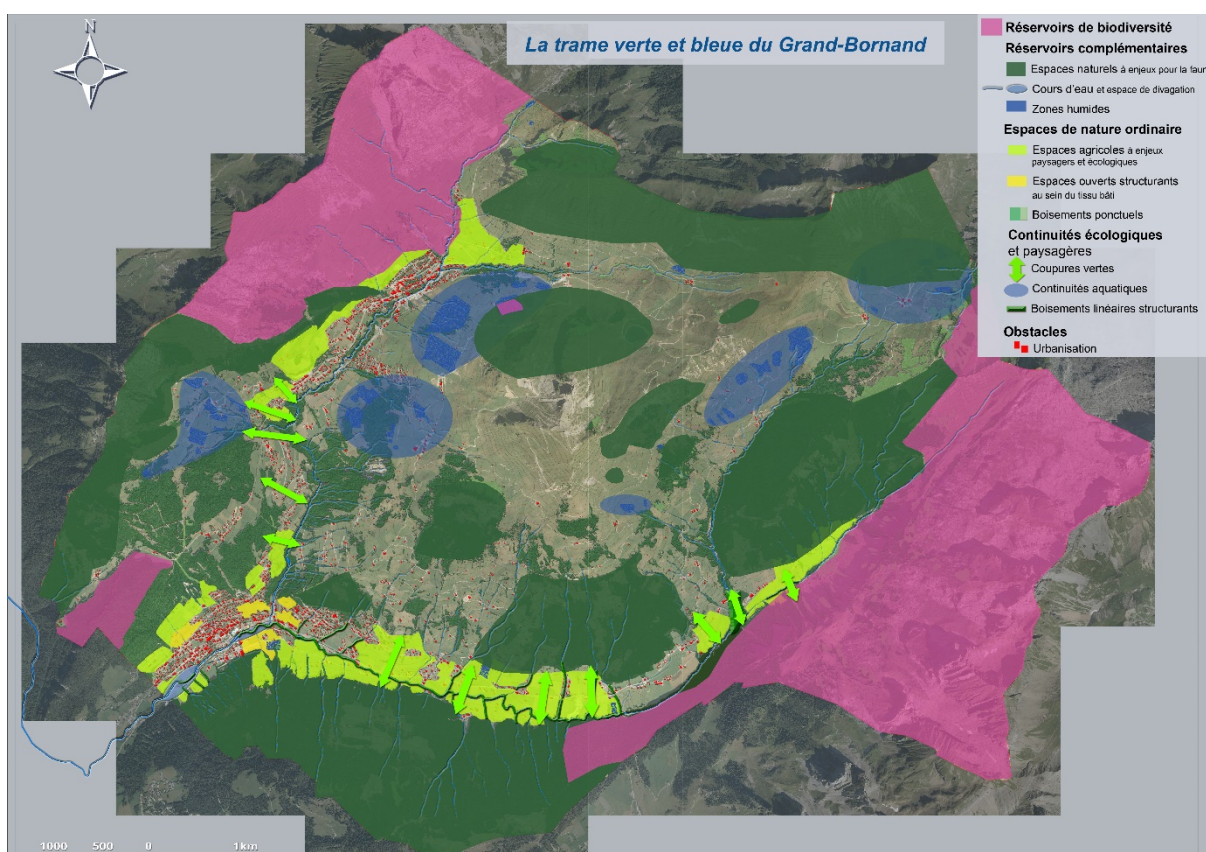 N
La trame verte et bleue du Grand-Bornand
Réservoirs de biodiversité
Réservoirs complémentaires
Espaces naturels à enjeux pour la faun
Cours d'eau et espace de divagation
Zones humides
Espaces de nature ordinaire
Espaces agricoles à enjeux
paysagers et écologiques
Espaces ouverts structurants
au sein du tissu bâti
Boisements ponctuels
Continuités écologiques
et paysagères
Coupures vertes
Continuités aquatiques
Boisements linéaires structurants
Obstacles
Urbanisation
1000 500 0 1km